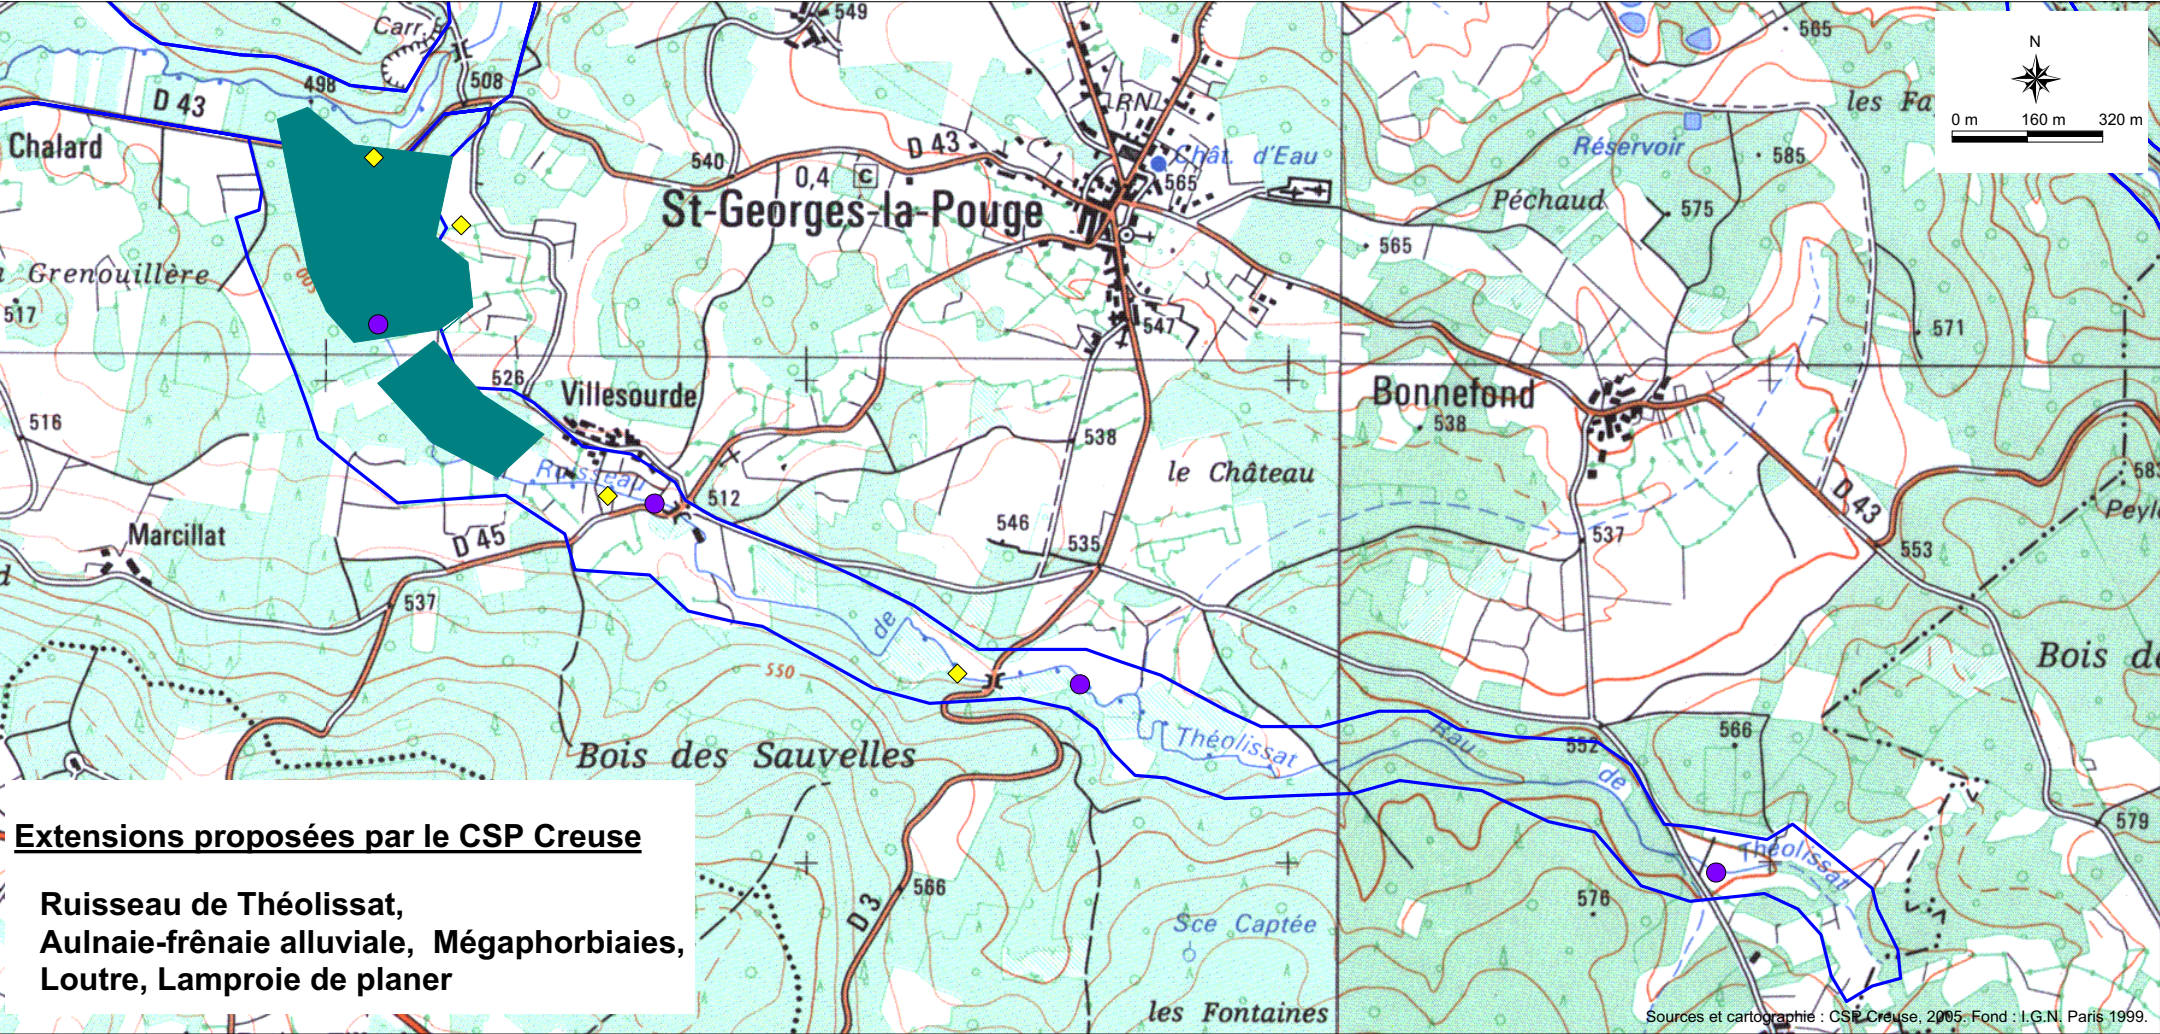 Carr.
549
565
N
498
508
D 43
RN
les Fa
0 m 160 m 320 m
Chalard
540
D 43
Chât. d'Eau
Réservoir
585
0,4
C
565
St-Georges-la-Pouge
Péchaud
575
565
Grenouillère
500
517
547
571
526
Villesourde
Bonnefond
516
538
538
le Château
Ruisseau
512
583
D 43
Peyl
Marcillat
D 45
546
535
537
553
537
de
550
Bois de
Bois des Sauvelles
Théolissat
Rau
552
566
de
579
Extensions proposées par le CSP Creuse
Théolissat
566
D 3
576
Ruisseau de Théolissat,
Aulnaie-frênaie alluviale, Mégaphorbiaies,
Loutre, Lamproie de planer
Sce Captée
les Fontaines
Sources et cartographie : CSP Creuse, 2005. Fond : I.G.N. Paris 1999.